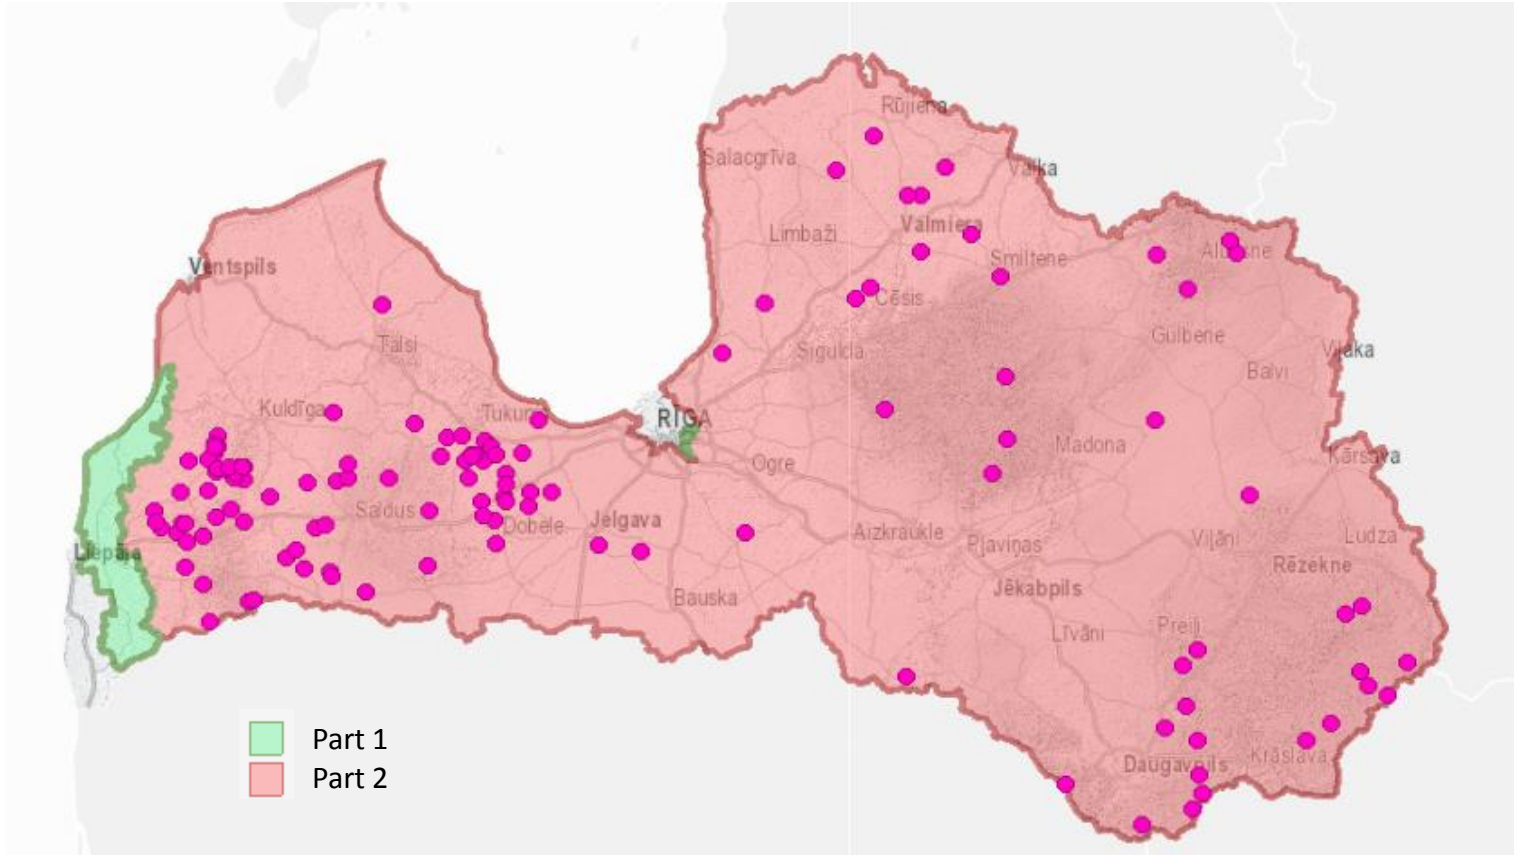 Rūjiena
Salacgrīva
Valka
Limbaži
Valmiera
Smiltene
Alūksne
Ventspils
Cēsis
Talsi
Sigulda
Gulbene
Viļaka
Balvi
Kuldīga
Tukums
RĪGA
Madona
Ogre
Kārsava
Saldus
Dobele
Jelgava
Aizkraukle
Pļaviņas
Viļāni
Ludza
Liepāja
Rēzekne
Bauska
Jēkabpils
Līvāni
Preiļi
Part 1
Part 2
Daugavpils
Krāslava